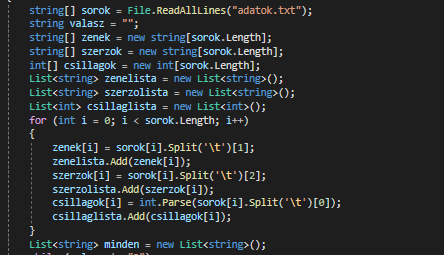 string[] sorok = File.ReadAllLines("adatok.txt");
string valasz = "";
string[] zenek = new string[sorok.Length];
string[] szerzok = new string[sorok.Length];
int[] csillagok = new int[sorok.Length];
List<string> zenelista = new List<string>();
List<string> szerzolista = new List<string>();
List<int> csillaglista = new List<int>();
for (int i = 0; i < sorok.Length; i++)
{
zenek[i] = sorok[i].Split('\t')[1];
zenelista.Add(zenek[i]);
szerzok[i] = sorok[i].Split('\t')[2];
szerzolista.Add(szerzok[i]);
csillagok[i] = int.Parse(sorok[i].Split('\t')[0]);
csillaglista.Add(csillagok[i]);
}
List<string> minden = new List<string>();